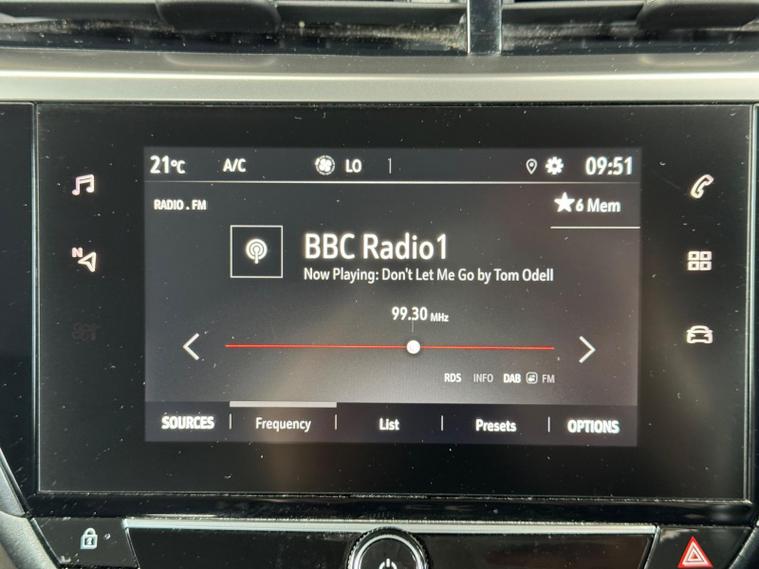 21°C A/C LO 09:51
RADIO . FM 6 Mem
BBC Radio1
Now Playing: Don't Let Me Go by Tom Odell
99.30 MHz
RDS INFO DAB FM
SOURCES Frequency List Presets OPTIONS
N